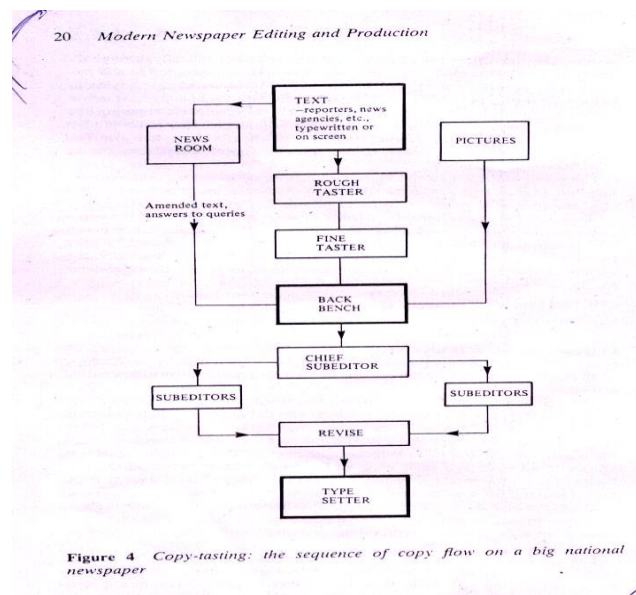 20 Modern Newspaper Editing and Production
TEXT
—reporters, news
agencies, etc.,
typewritten or
on screen
NEWS
ROOM
PICTURES
ROUGH
TASTER
Amended text,
answers to queries
FINE
TASTER
BACK
BENCH
CHIEF
SUBEDITOR
SUBEDITORS
SUBEDITORS
REVISE
TYPE
SETTER
Figure 4 Copy-tasting: the sequence of copy flow on a big national
newspaper